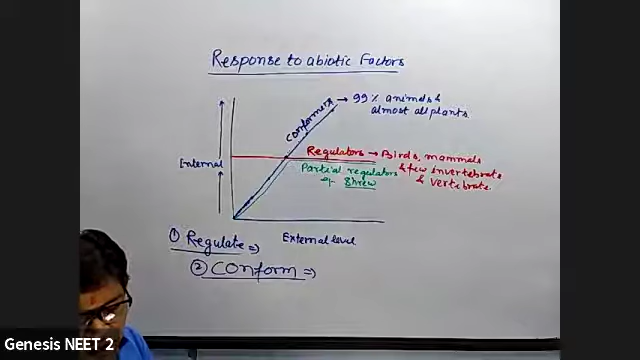 Response to abiotic Factors
Conformers → 99% animals &
almost all plants
Internal
Regulators → Birds, mammals
& few invertebrate
& vertebrate.
Partial regulators
eg Shrew
External level
① Regulate ⇒
② Conform ⇒
Genesis NEET 2